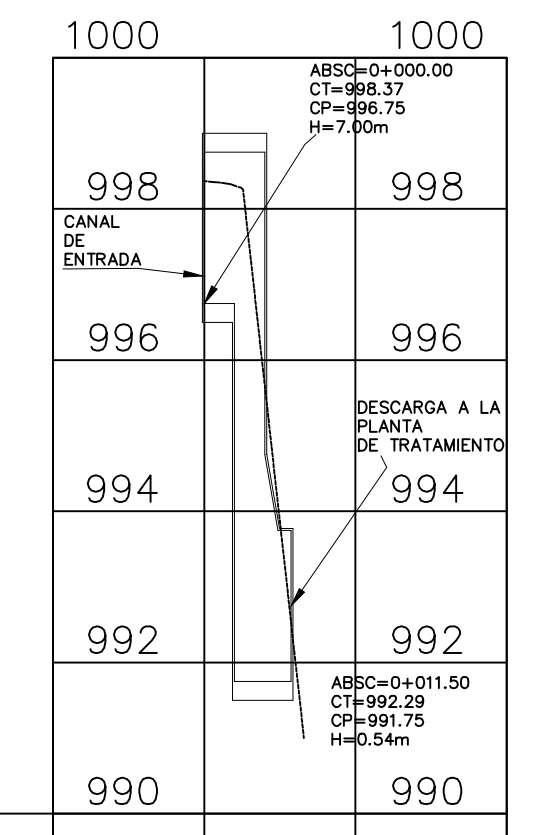 1000
1000
ABSC=0+000.00
CT=998.37
CP=996.75
H=7.00m
998
998
CANAL
DE
ENTRADA
996
996
DESCARGA A LA
PLANTA
DE TRATAMIENTO
994
994
992
992
ABSC=0+011.50
CT=992.29
CP=991.75
H=0.54m
990
990